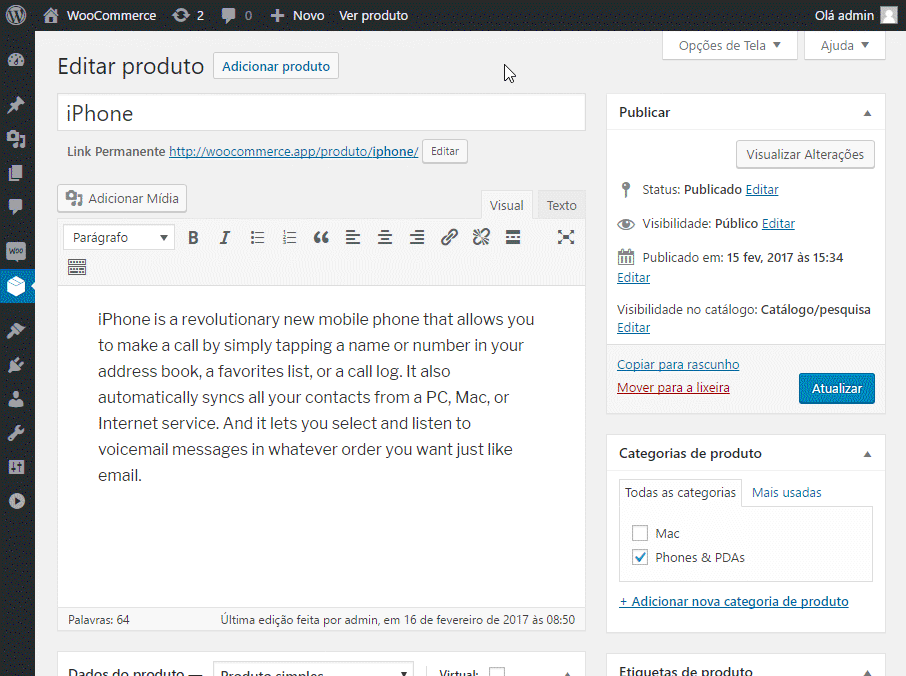 WooCommerce 2 0 Novo Ver produto Olá admin
Opções de Tela Ajuda
Editar produto Adicionar produto
iPhone
Link Permanente http://woocommerce.app/produto/iphone/ Editar
Adicionar Mídia Visual Texto
Parágrafo B I
iPhone is a revolutionary new mobile phone that allows you
to make a call by simply tapping a name or number in your
address book, a favorites list, or a call log. It also
automatically syncs all your contacts from a PC, Mac, or
Internet service. And it lets you select and listen to
voicemail messages in whatever order you want just like
email.
Palavras: 64 Última edição feita por admin, em 16 de fevereiro de 2017 às 08:50
Dados do produto — Produto simples Virtual:
Publicar
Visualizar Alterações
Status: Publicado Editar
Visibilidade: Público Editar
Publicado em: 15 fev, 2017 às 15:34
Editar
Visibilidade no catálogo: Catálogo/pesquisa
Editar
Copiar para rascunho
Mover para a lixeira
Atualizar
Categorias de produto
Todas as categorias Mais usadas
Mac
Phones & PDAs
+ Adicionar nova categoria de produto
Etiquetas de produto